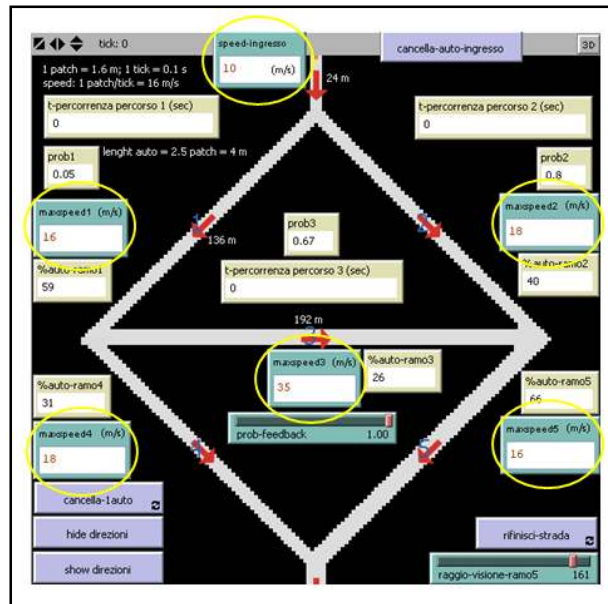 tick: 0
speed-ingresso
10 (m/s)
cancella-auto-ingresso
3D
1 patch = 1.6 m; 1 tick = 0.1 s
speed: 1 patch/tick = 16 m/s
24 m
t-percorrenza percorso 1 (sec)
0
t-percorrenza percorso 2 (sec)
0
lenght auto = 2.5 patch = 4 m
prob1
0.05
prob2
0.8
maxspeed1 (m/s)
16
maxspeed2 (m/s)
18
1
2
136 m
prob3
0.67
%auto-ramo1
59
t-percorrenza percorso 3 (sec)
0
%auto-ramo2
40
192 m
3
maxspeed3 (m/s)
35
%auto-ramo3
26
%auto-ramo4
31
%auto-ramo5
66
maxspeed4 (m/s)
18
prob-feedback 1.00
maxspeed5 (m/s)
16
4
5
cancella-1auto
hide direzioni
show direzioni
rifinisci-strada
raggio-visione-ramo5 161